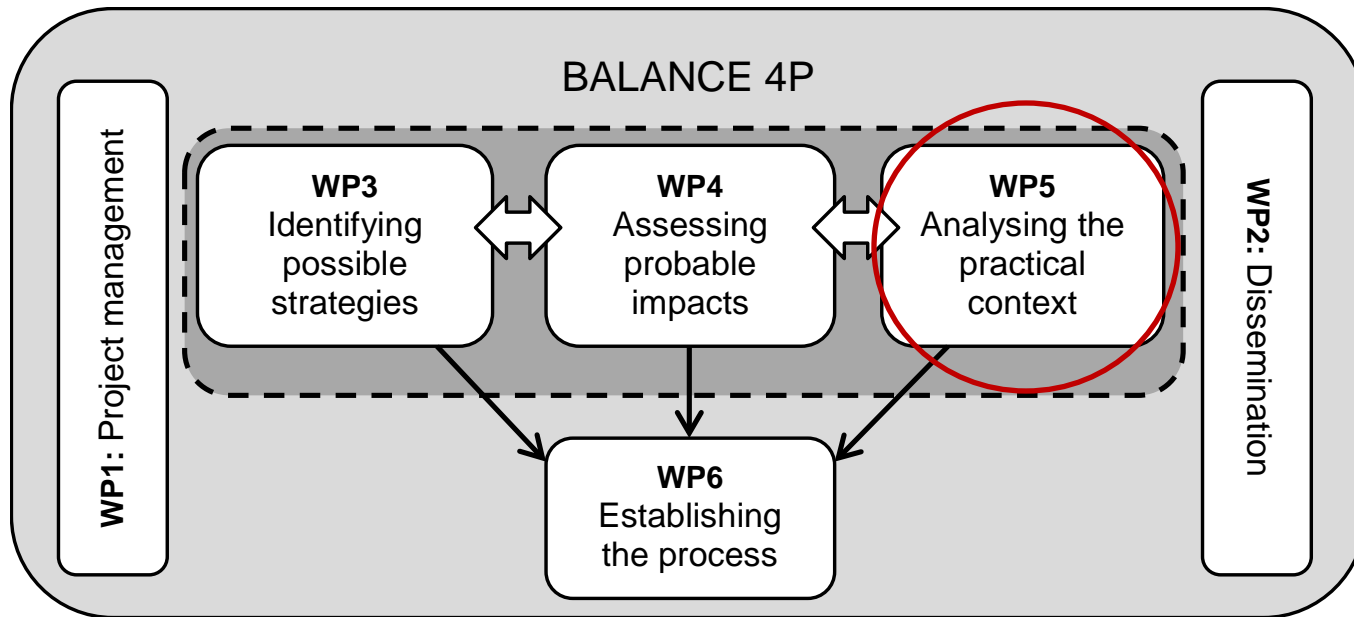 BALANCE 4P
WP1: Project management
WP3
Identifying
possible
strategies
WP4
Assessing
probable
impacts
WP5
Analysing the
practical
context
WP2: Dissemination
WP6
Establishing
the process